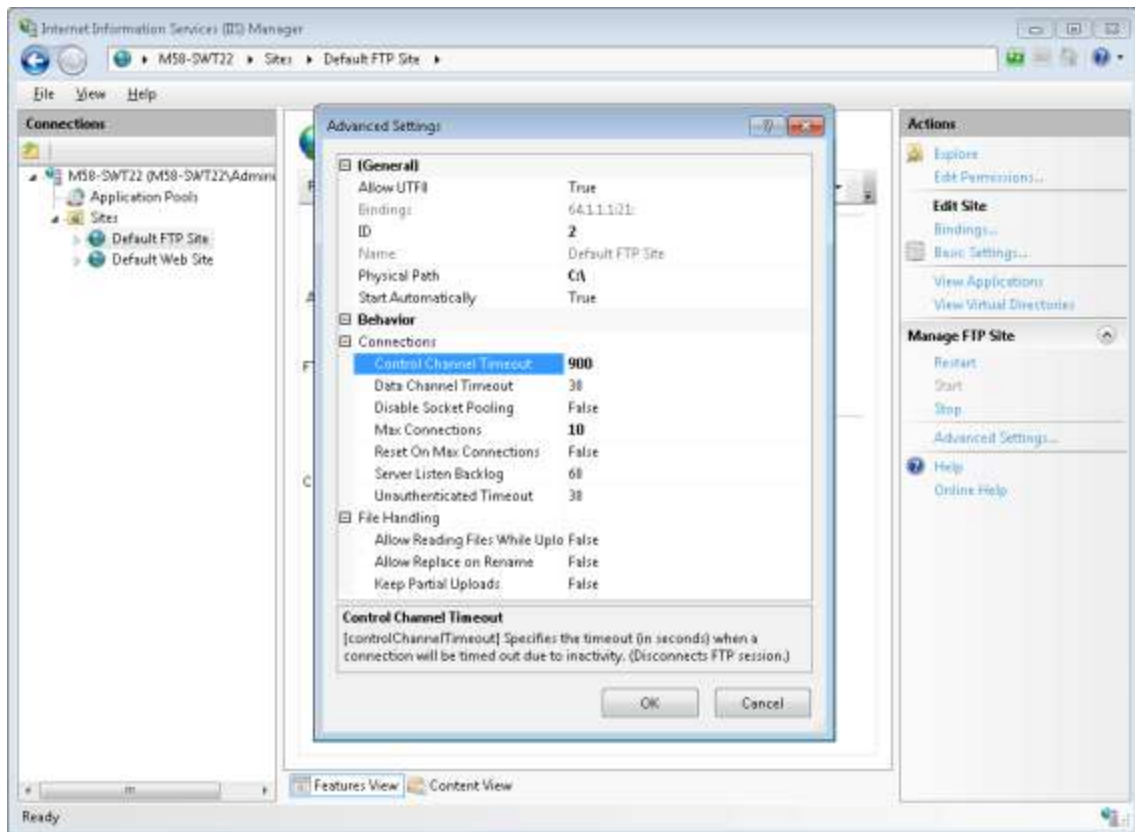 Internet Information Services (IIS) Manager
M58-SWT22 Sites Default FTP Site
File View Help
Connections
M58-SWT22 (M58-SWT22\Admini
Application Pools
Sites
Default FTP Site
Default Web Site
Advanced Settings
(General)
Allow UTF8 True
Bindings 64.1.1.1:21:
ID 2
Name Default FTP Site
Physical Path C:\
Start Automatically True
Behavior
Connections
Control Channel Timeout 900
Data Channel Timeout 30
Disable Socket Pooling False
Max Connections 10
Reset On Max Connections False
Server Listen Backlog 60
Unauthenticated Timeout 30
File Handling
Allow Reading Files While Uplo False
Allow Replace on Rename False
Keep Partial Uploads False
Control Channel Timeout
[controlChannelTimeout] Specifies the timeout (in seconds) when a
connection will be timed out due to inactivity. (Disconnects FTP session.)
OK Cancel
Features View Content View
Actions
Explore
Edit Permissions...
Edit Site
Bindings...
Basic Settings...
View Applications
View Virtual Directories
Manage FTP Site
Restart
Start
Stop
Advanced Settings...
Help
Online Help
Ready